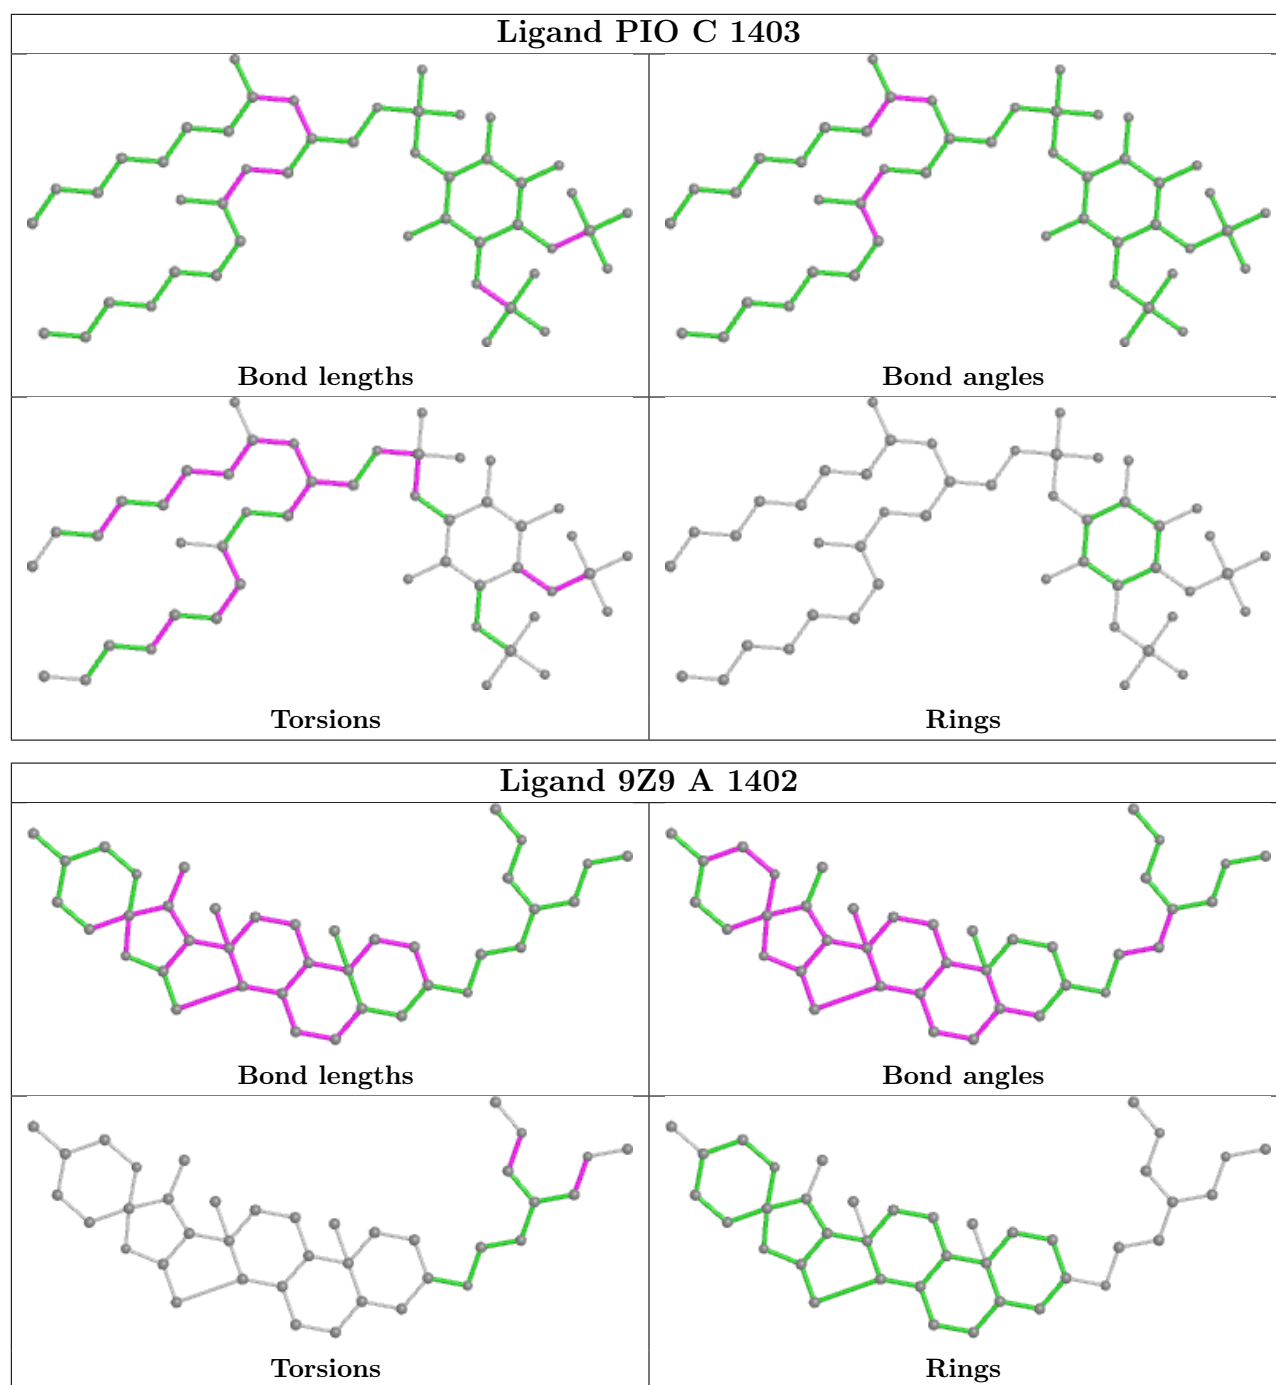 Ligand PIO C 1403
Bond lengths
Bond angles
Torsions
Rings
Ligand 9Z9 A 1402
Bond lengths
Bond angles
Torsions
Rings